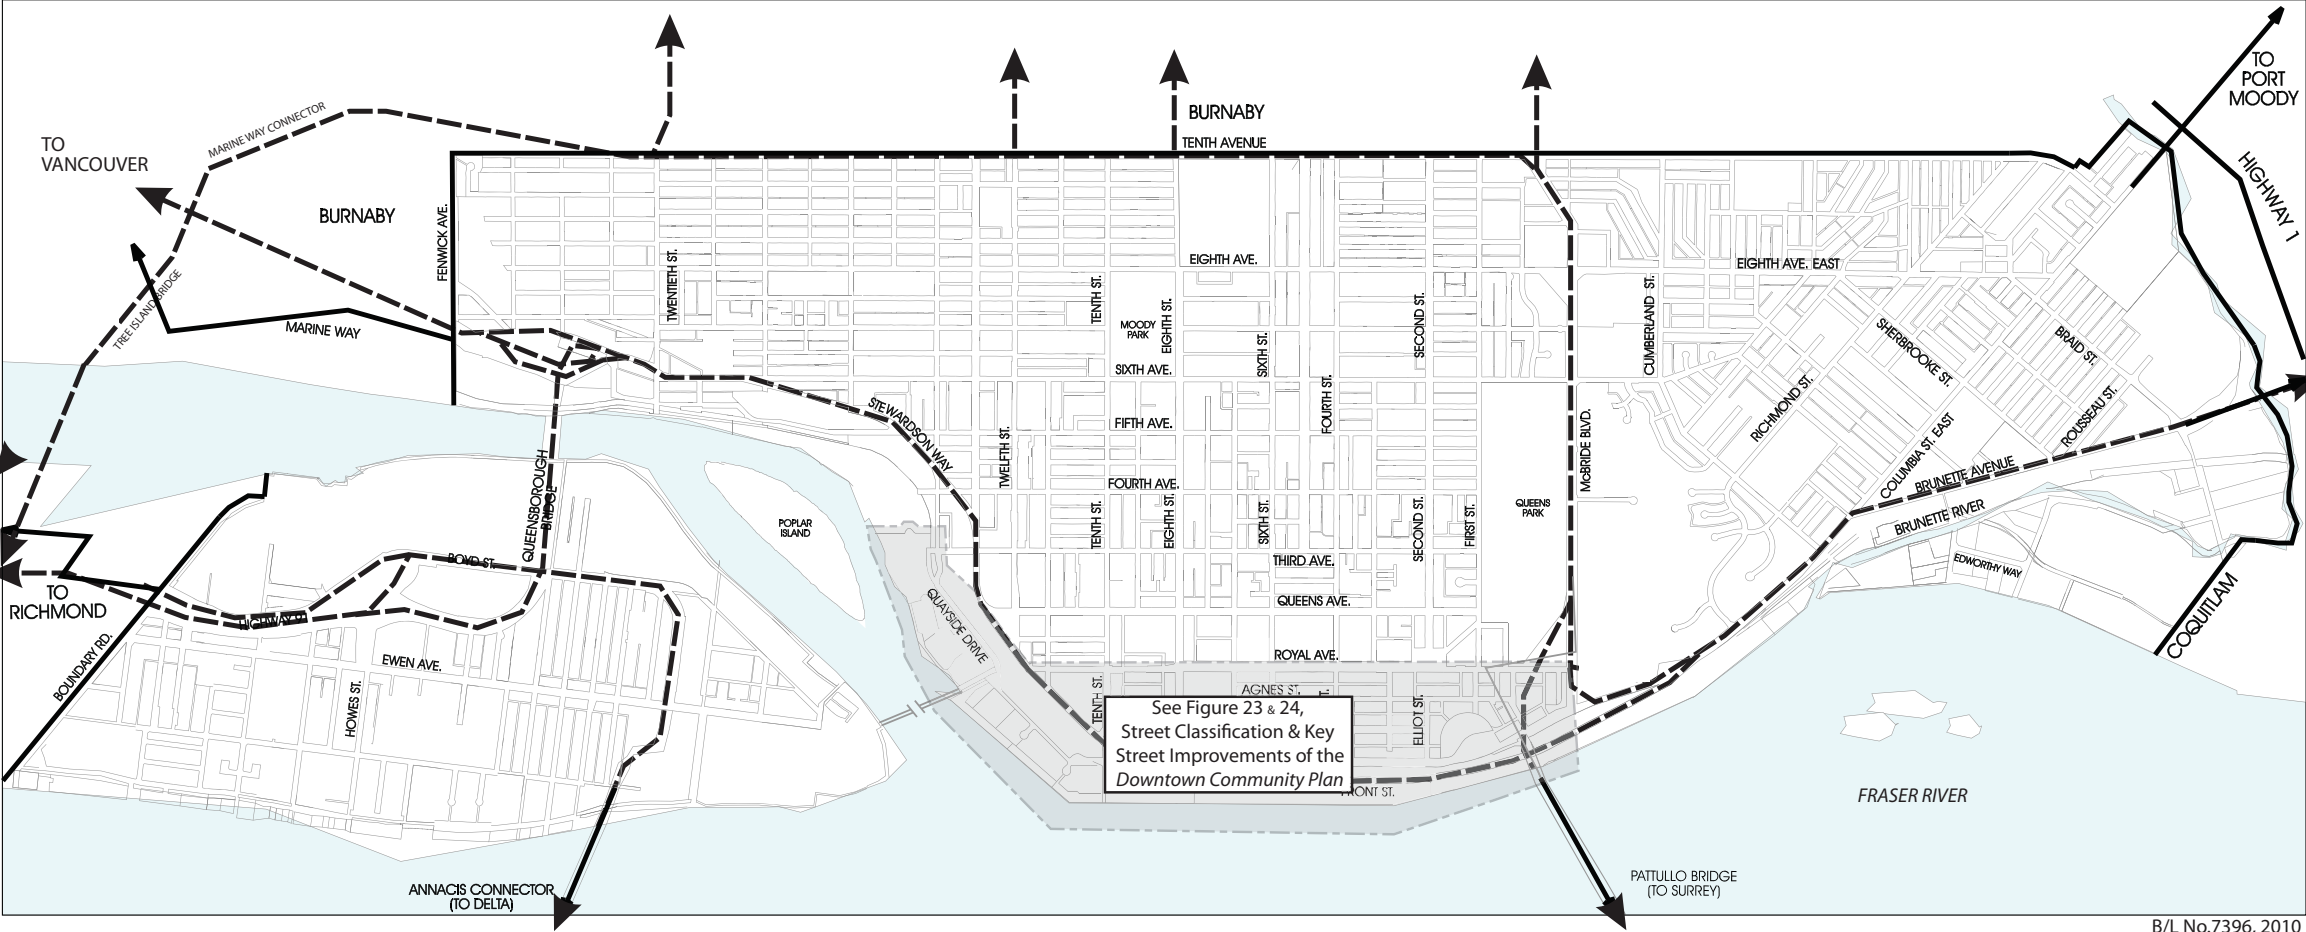 TO
PORT
MOODY
HIGHWAY 1
MARINE WAY CONNECTOR
BURNABY
TENTH AVENUE
TO
VANCOUVER
BURNABY
FENWICK AVE.
TREE ISLAND BRIDGE
MARINE WAY
TWENTIETH ST.
EIGHTH AVE.
EIGHTH AVE. EAST
TENTH ST.
MOODY
PARK
EIGHTH ST.
SIXTH ST.
SECOND ST.
CUMBERLAND ST.
SHERBROOKE ST.
BRAID ST.
SIXTH AVE.
FOURTH ST.
RICHMOND ST.
ROUSSEAU ST.
STEWARDSON WAY
FIFTH AVE.
McBRIDE BLVD.
COLUMBIA ST. EAST
TWELFTH ST.
FOURTH AVE.
BRUNETTE AVENUE
QUEENSBOROUGH
BRIDGE
POPLAR
ISLAND
TENTH ST.
EIGHTH ST.
SIXTH ST.
SECOND ST.
FIRST ST.
QUEENS
PARK
BRUNETTE RIVER
BOYD ST.
THIRD AVE.
EDWORTHY WAY
TO
RICHMOND
HIGHWAY 91
QUAYSIDE DRIVE
QUEENS AVE.
COQUITLAM
BOUNDARY RD.
EWEN AVE.
ROYAL AVE.
HOWES ST.
TENTH ST.
AGNES ST.
T.
ELLIOT ST.
See Figure 23 & 24,
Street Classification & Key
Street Improvements of the
Downtown Community Plan
FRONT ST.
FRASER RIVER
ANNACIS CONNECTOR
(TO DELTA)
PATTULLO BRIDGE
(TO SURREY)
B/L No.7396, 2010